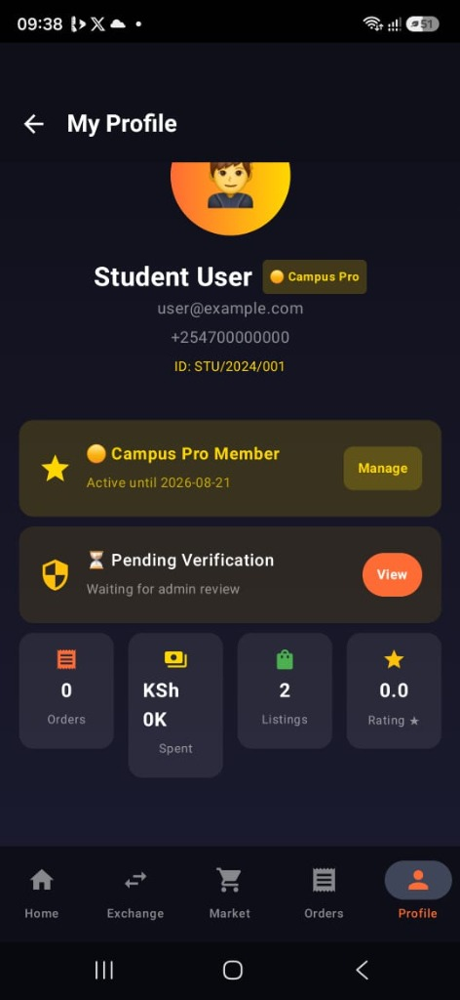 09:38
51
My Profile
Student User
Campus Pro
user@example.com
+254700000000
ID: STU/2024/001
Campus Pro Member
Active until 2026-08-21
Manage
Pending Verification
Waiting for admin review
View
0
Orders
KSh
0K
Spent
2
Listings
0.0
Rating ★
Home
Exchange
Market
Orders
Profile